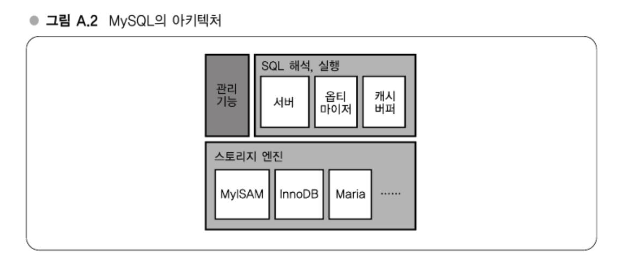 ● 그림 A.2 MySQL의 아키텍처
SQL 해석, 실행
관리
기능
서버
옵티
마이저
캐시
버퍼
스토리지 엔진
MyISAM
InnoDB
Maria
……